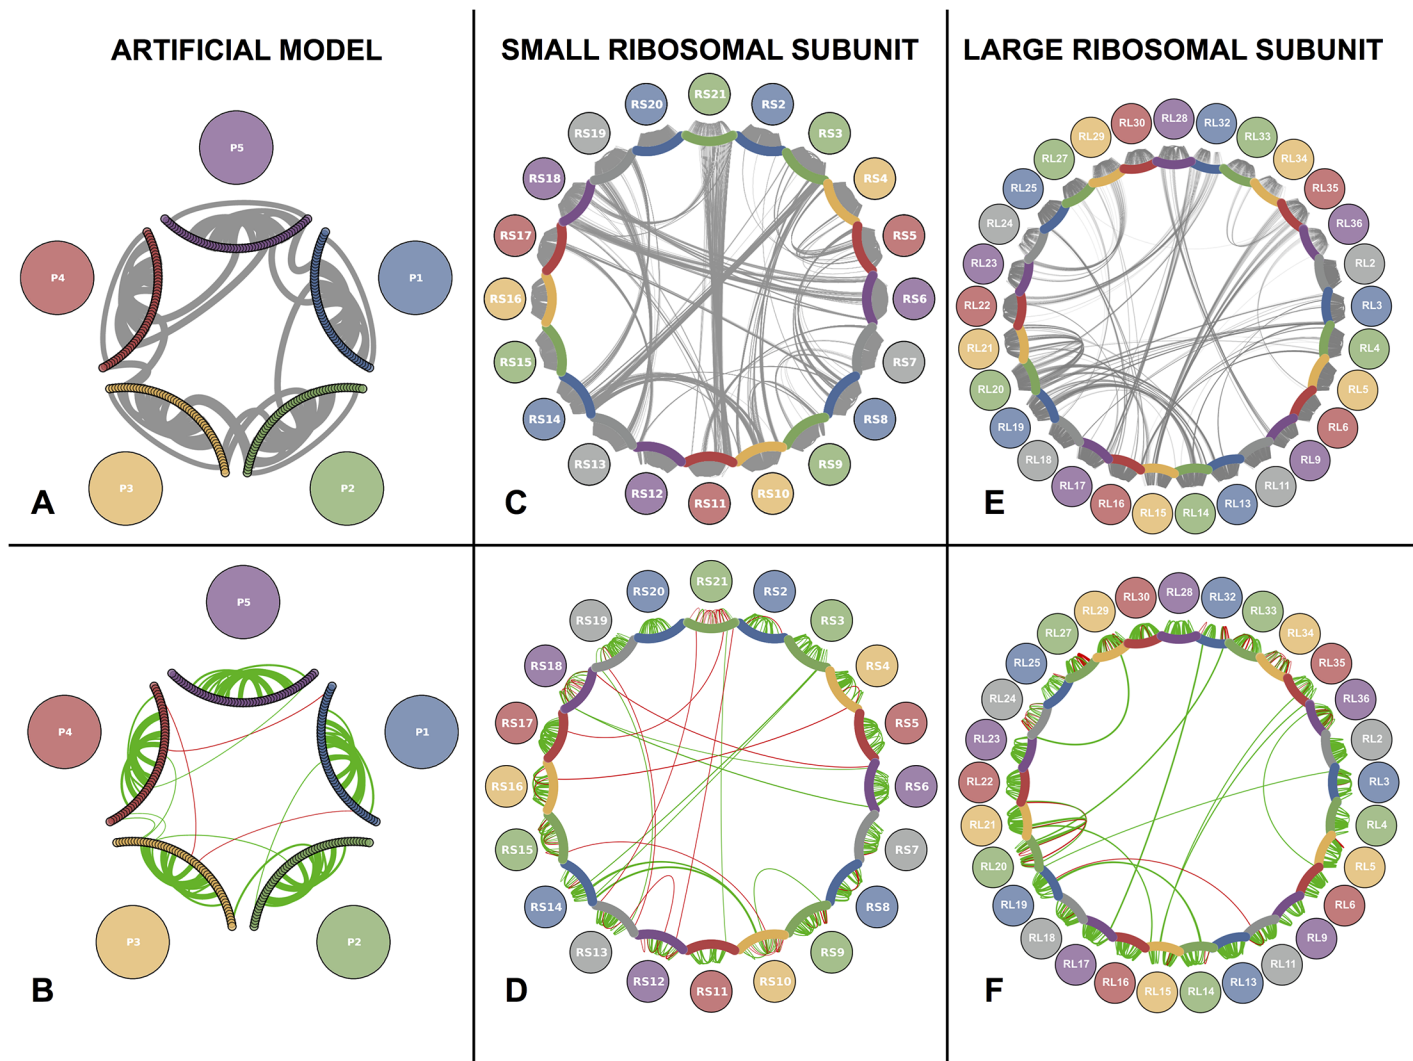 ARTIFICIAL MODEL
SMALL RIBOSOMAL SUBUNIT
LARGE RIBOSOMAL SUBUNIT
P5
P1
P2
P3
P4
A
RS21
RS2
RS3
RS4
RS5
RS6
RS7
RS8
RS9
RS10
RS11
RS12
RS13
RS14
RS15
RS16
RS17
RS18
RS19
RS20
C
RL28
RL32
RL33
RL34
RL35
RL36
RL2
RL3
RL4
RL5
RL6
RL9
RL11
RL13
RL14
RL15
RL16
RL17
RL18
RL19
RL20
RL21
RL22
RL23
RL24
RL25
RL27
RL29
RL30
E
P5
P1
P2
P3
P4
B
RS21
RS2
RS3
RS4
RS5
RS6
RS7
RS8
RS9
RS10
RS11
RS12
RS13
RS14
RS15
RS16
RS17
RS18
RS19
RS20
D
RL28
RL32
RL33
RL34
RL35
RL36
RL2
RL3
RL4
RL5
RL6
RL9
RL11
RL13
RL14
RL15
RL16
RL17
RL18
RL19
RL20
RL21
RL22
RL23
RL24
RL25
RL27
RL29
RL30
F